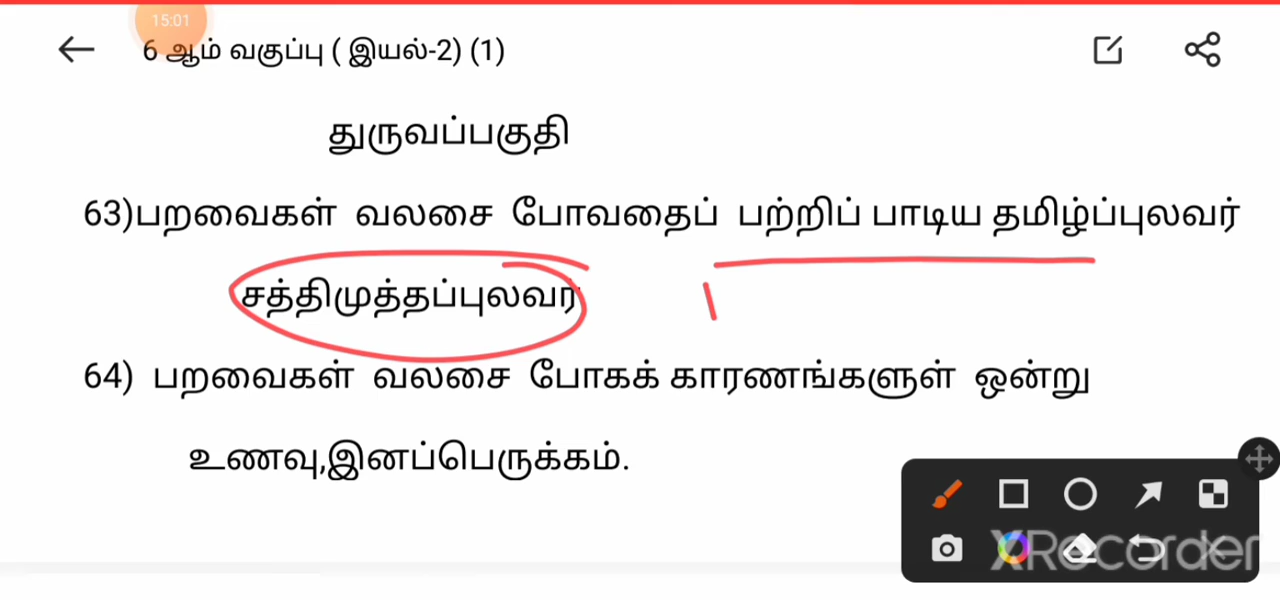 15:01
6 ஆம் வகுப்பு ( இயல்-2) (1)
துருவப்பகுதி
63)பறவைகள் வலசை போவதைப் பற்றிப் பாடிய தமிழ்ப்புலவர்
சத்திமுத்தப்புலவர்
64) பறவைகள் வலசை போகக் காரணங்களுள் ஒன்று
உணவு,இனப்பெருக்கம்.
XRecorder